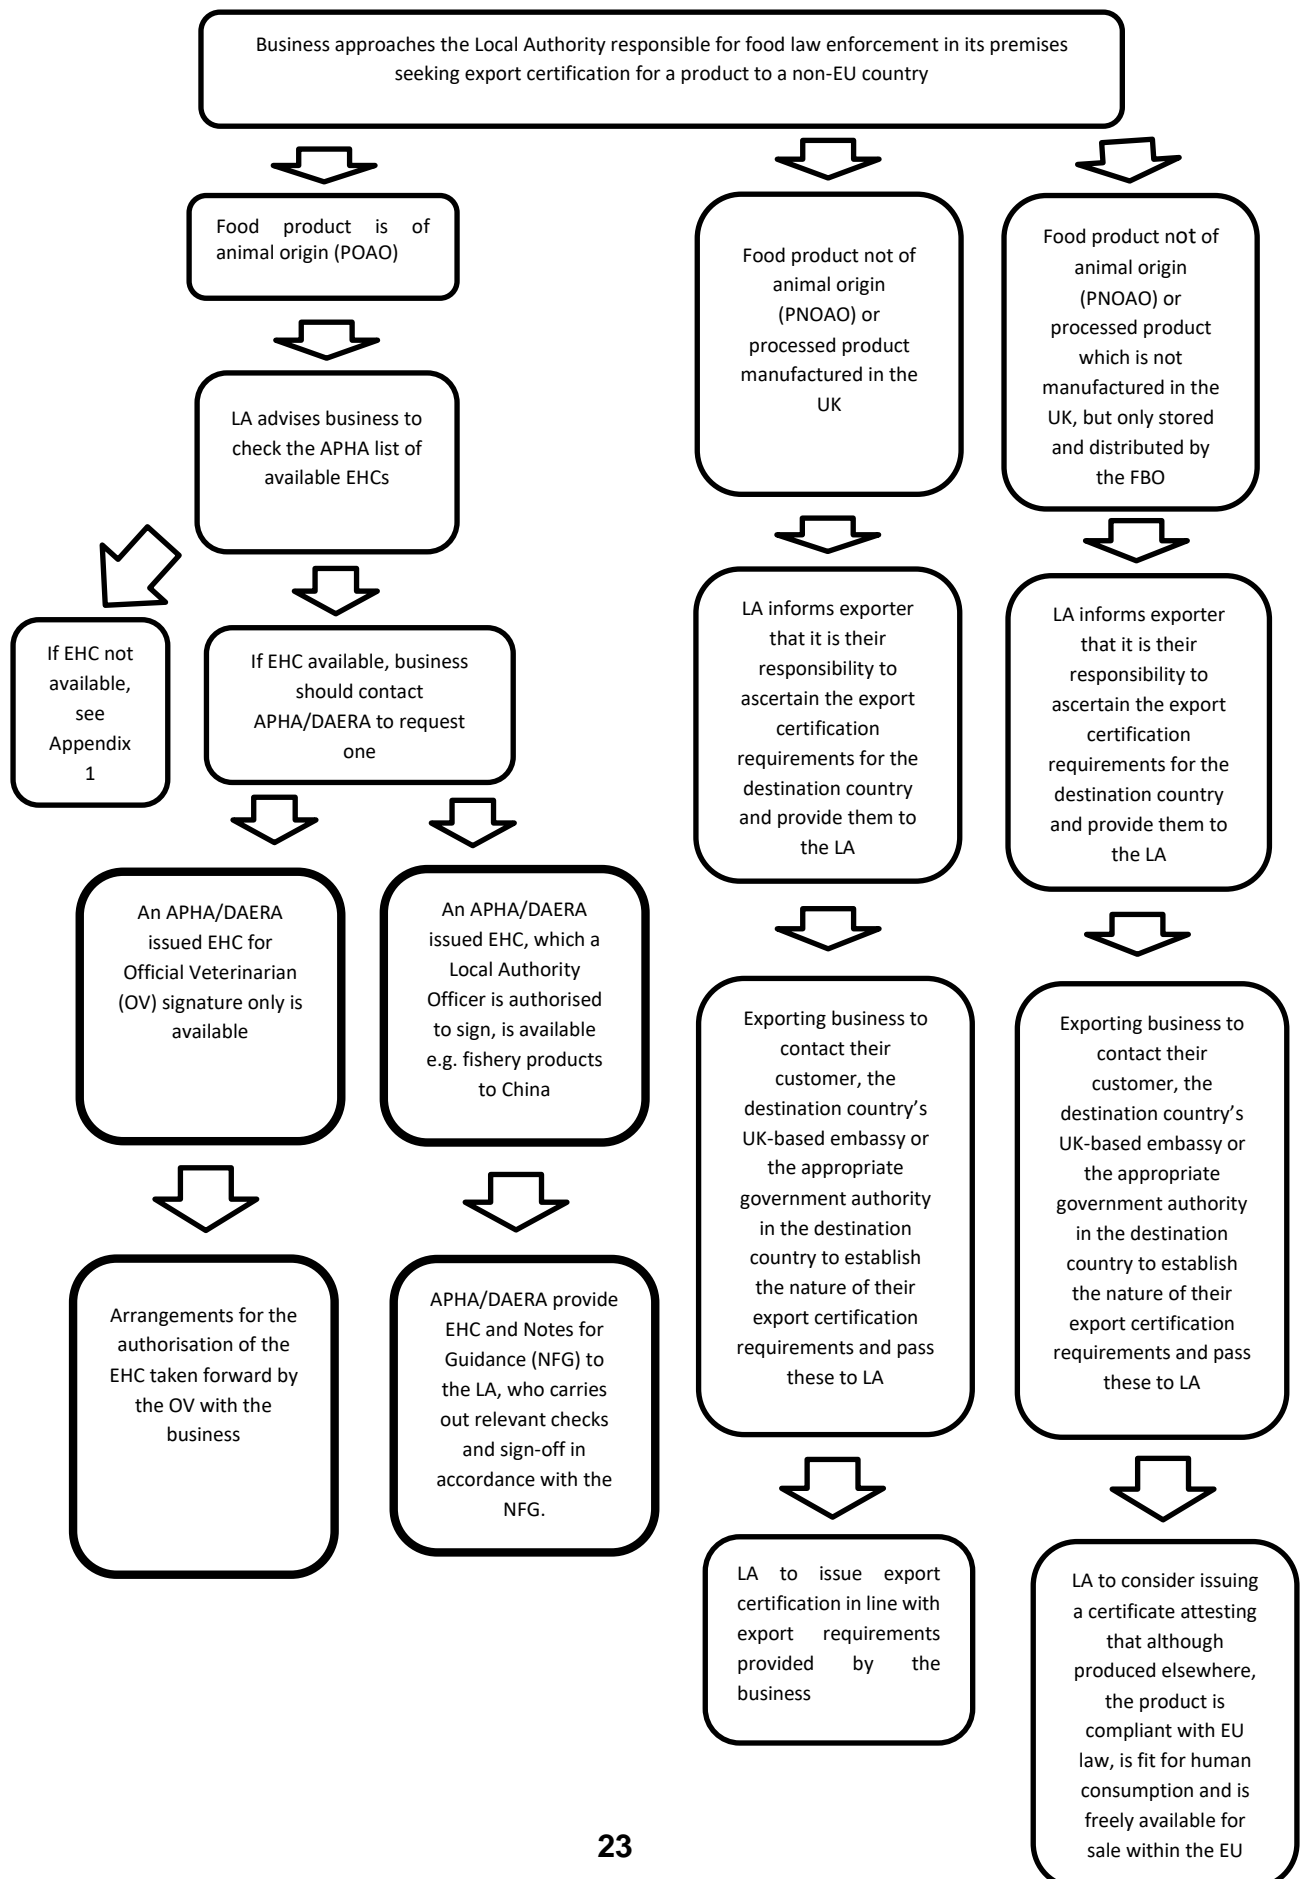 Business approaches the Local Authority responsible for food law enforcement in its premises
seeking export certification for a product to a non-EU country
Food product is of
animal origin (POAO)
LA advises business to
check the APHA list of
available EHCs
If EHC not
available,
see
Appendix
1
If EHC available, business
should contact
APHA/DAERA to request
one
An APHA/DAERA
issued EHC for
Official Veterinarian
(OV) signature only is
available
Arrangements for the
authorisation of the
EHC taken forward by
the OV with the
business
An APHA/DAERA
issued EHC, which a
Local Authority
Officer is authorised
to sign, is available
e.g. fishery products
to China
APHA/DAERA provide
EHC and Notes for
Guidance (NFG) to
the LA, who carries
out relevant checks
and sign-off in
accordance with the
NFG.
Food product not of
animal origin
(PNOAO) or
processed product
manufactured in the
UK
LA informs exporter
that it is their
responsibility to
ascertain the export
certification
requirements for the
destination country
and provide them to
the LA
Exporting business to
contact their
customer, the
destination country’s
UK-based embassy or
the appropriate
government authority
in the destination
country to establish
the nature of their
export certification
requirements and pass
these to LA
LA to issue export
certification in line with
export requirements
provided by the
business
Food product not of
animal origin
(PNOAO) or
processed product
which is not
manufactured in the
UK, but only stored
and distributed by
the FBO
LA informs exporter
that it is their
responsibility to
ascertain the export
certification
requirements for the
destination country
and provide them to
the LA
Exporting business to
contact their
customer, the
destination country’s
UK-based embassy or
the appropriate
government authority
in the destination
country to establish
the nature of their
export certification
requirements and pass
these to LA
LA to consider issuing
a certificate attesting
that although
produced elsewhere,
the product is
compliant with EU
law, is fit for human
consumption and is
freely available for
sale within the EU
23